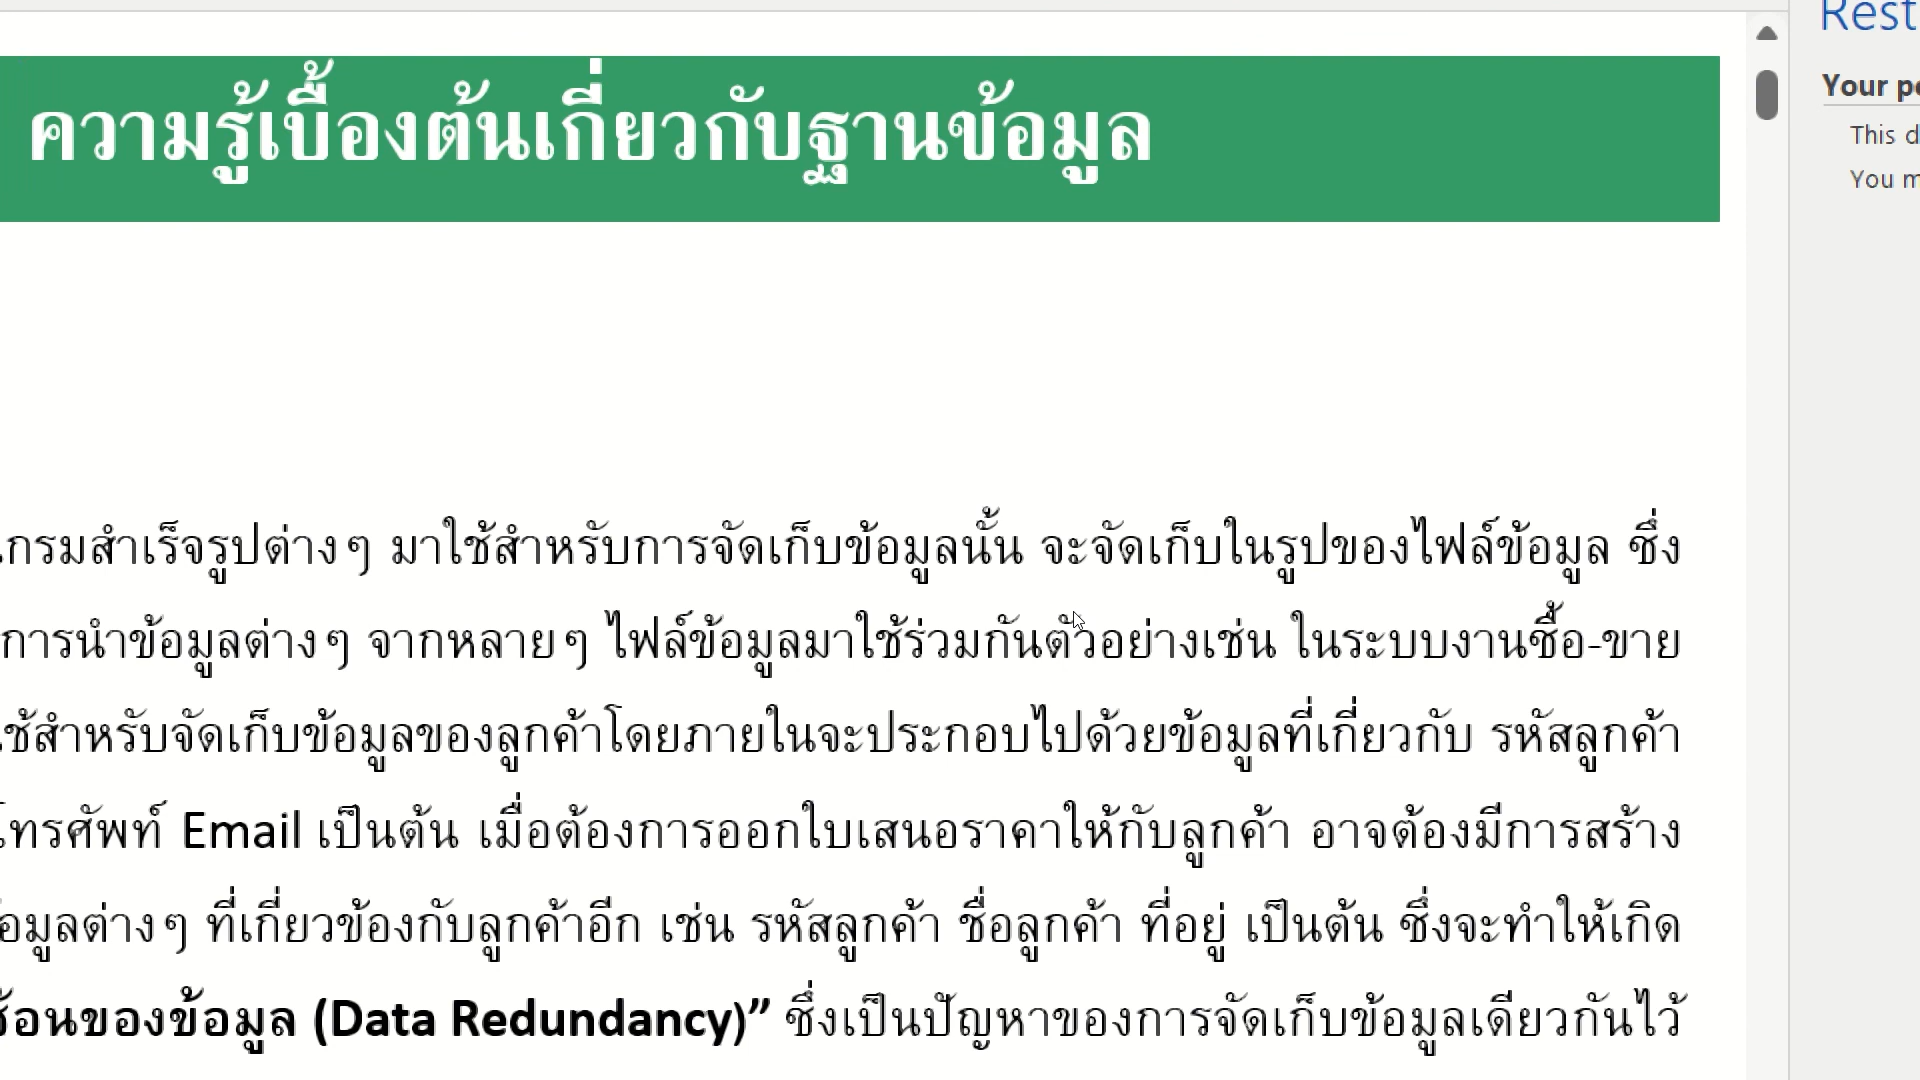 Rest
Your pe
This d
You m
ความรู้เบื้องต้นเกี่ยวกับฐานข้อมูล
เกรมสำเร็จรูปต่างๆ มาใช้สำหรับการจัดเก็บข้อมูลนั้น จะจัดเก็บในรูปของไฟล์ข้อมูล ซึ่ง
การนำข้อมูลต่างๆ จากหลายๆ ไฟล์ข้อมูลมาใช้ร่วมกันตัวอย่างเช่น ในระบบงานซื้อ-ขาย
ใช้สำหรับจัดเก็บข้อมูลของลูกค้าโดยภายในจะประกอบไปด้วยข้อมูลที่เกี่ยวกับ รหัสลูกค้า
โทรศัพท์ Email เป็นต้น เมื่อต้องการออกใบเสนอราคาให้กับลูกค้า อาจต้องมีการสร้าง
อมูลต่างๆ ที่เกี่ยวข้องกับลูกค้าอีก เช่น รหัสลูกค้า ชื่อลูกค้า ที่อยู่ เป็นต้น ซึ่งจะทำให้เกิด
ซ้อนของข้อมูล (Data Redundancy)” ซึ่งเป็นปัญหาของการจัดเก็บข้อมูลเดียวกันไว้